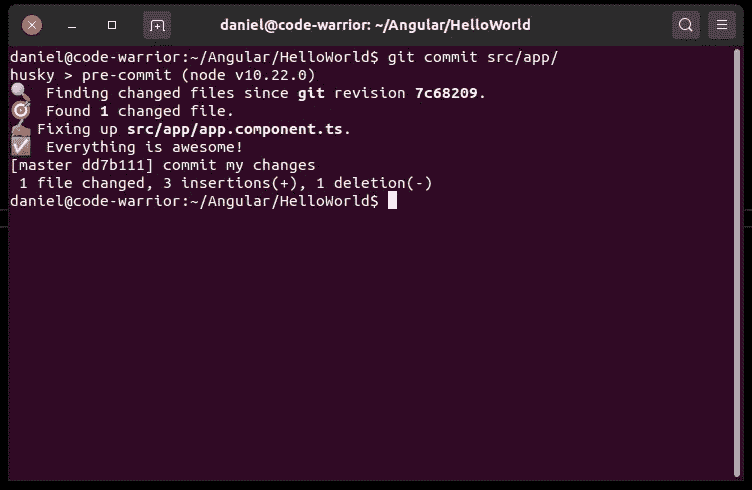 daniel@code-warrior: ~/Angular/HelloWorld
daniel@code-warrior:~/Angular/HelloWorld$ git commit src/app/
husky > pre-commit (node v10.22.0)
🔍 Finding changed files since git revision 7c68209.
🎯 Found 1 changed file.
✍️ Fixing up src/app/app.component.ts.
✅ Everything is awesome!
[master dd7b111] commit my changes
 1 file changed, 3 insertions(+), 1 deletion(-)
daniel@code-warrior:~/Angular/HelloWorld$